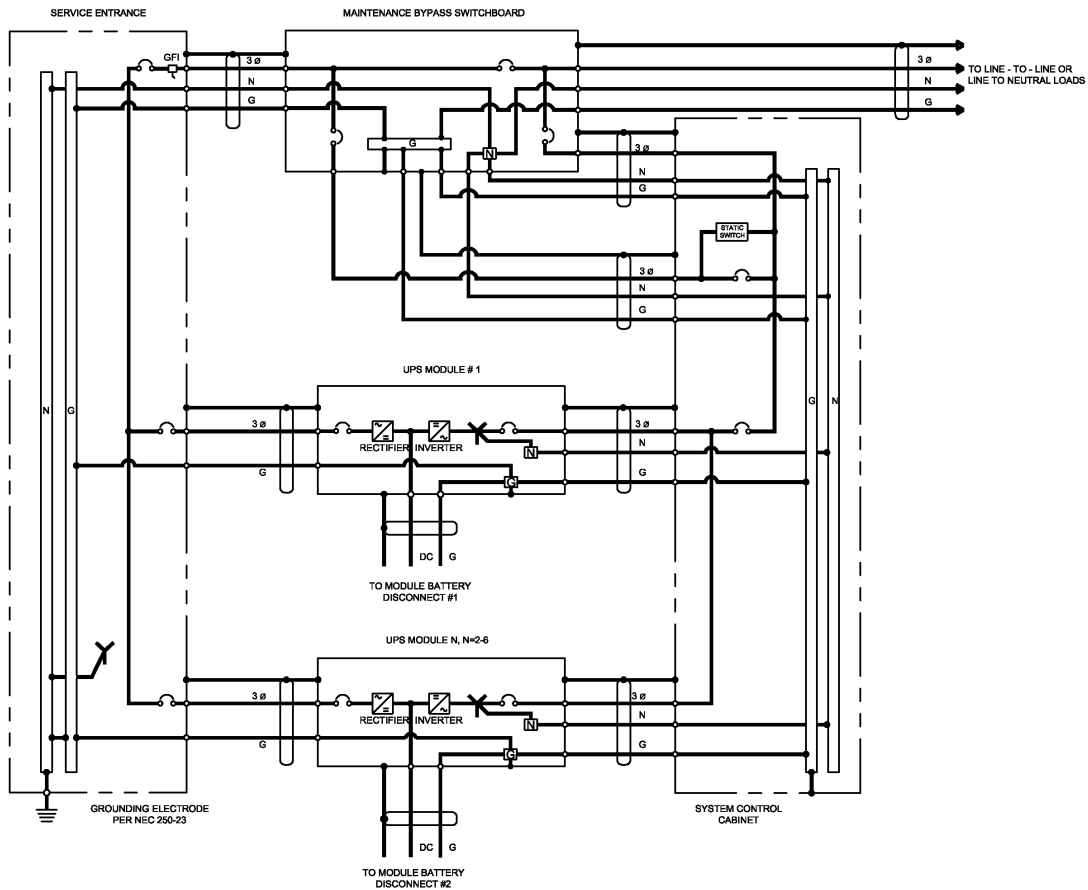 SERVICE ENTRANCE
MAINTENANCE BYPASS SWITCHBOARD
GFI
3 ø
N
G
3 ø
N
G
TO LINE - TO - LINE OR
LINE TO NEUTRAL LOADS
G
N
3 ø
N
G
STATIC
SWITCH
3 ø
N
G
UPS MODULE # 1
N
G
G
N
3 ø
RECTIFIER
INVERTER
N
3 ø
N
G
G
G
DC
G
TO MODULE BATTERY
DISCONNECT #1
UPS MODULE N, N=2-6
3 ø
RECTIFIER
INVERTER
N
3 ø
N
G
G
G
DC
G
TO MODULE BATTERY
DISCONNECT #2
GROUNDING ELECTRODE
PER NEC 250-23
SYSTEM CONTROL
CABINET